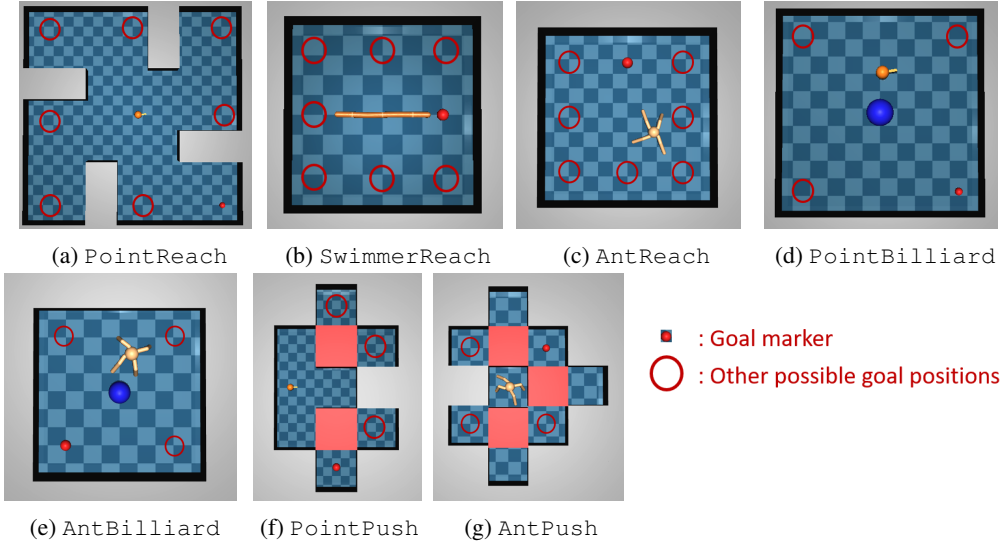 (a) PointReach
(b) SwimmerReach
(c) AntReach
(d) PointBilliard
: Goal marker
: Other possible goal positions
(e) AntBilliard
(f) PointPush
(g) AntPush